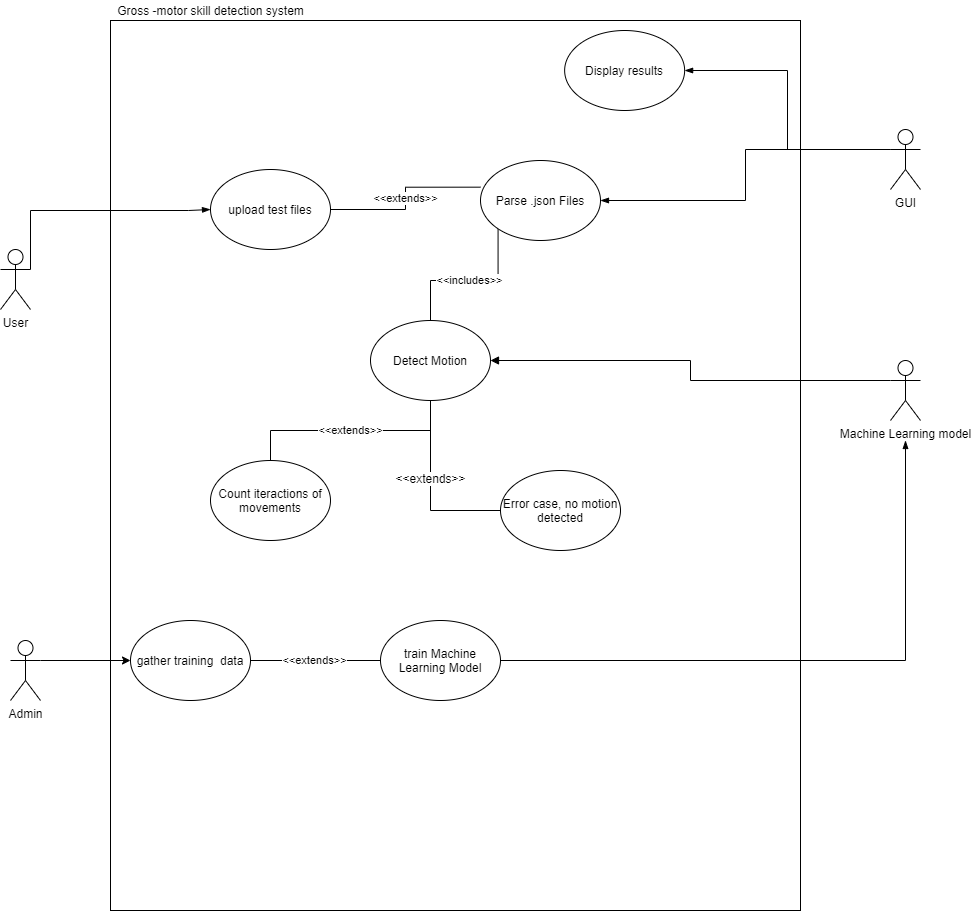 Gross -motor skill detection system
Display results
GUI
upload test files
<<extends>>
Parse .json Files
User
<<includes>>
Detect Motion
Machine Learning model
<<extends>>
Count iteractions of
movements
<<extends>>
Error case, no motion
detected
Admin
gather training  data
<<extends>>
train Machine
Learning Model